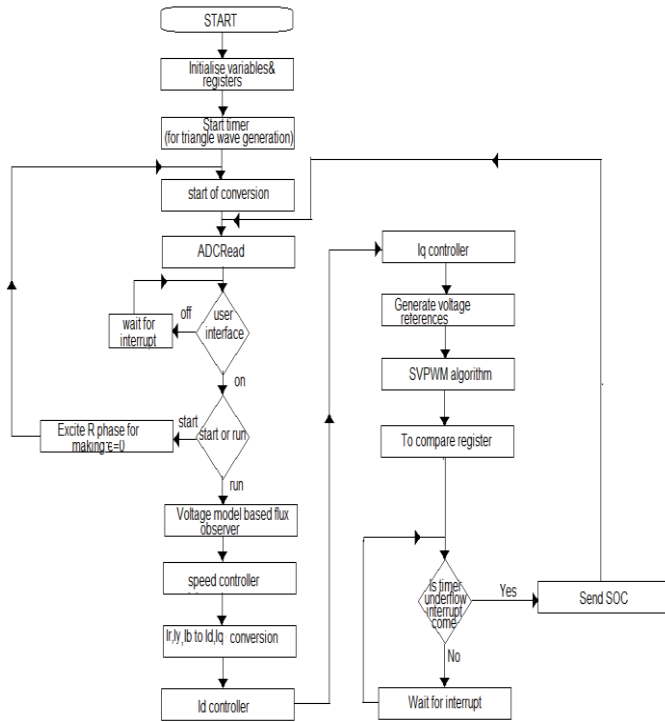 START
Initialise variables&
registers
Start timer
(for triangle wave generation)
start of conversion
ADCRead
user
interface
off
wait for
interrupt
on
start or run
start
Excite R phase for
making ε=0
run
Voltage model based flux
observer
speed controller
Ir,Iy,Ib to Id,Iq conversion
Id controller
Iq controller
Generate voltage
references
SVPWM algorithm
To compare register
Is timer
underflow
interrupt
come
Yes
Send SOC
No
Wait for interrupt